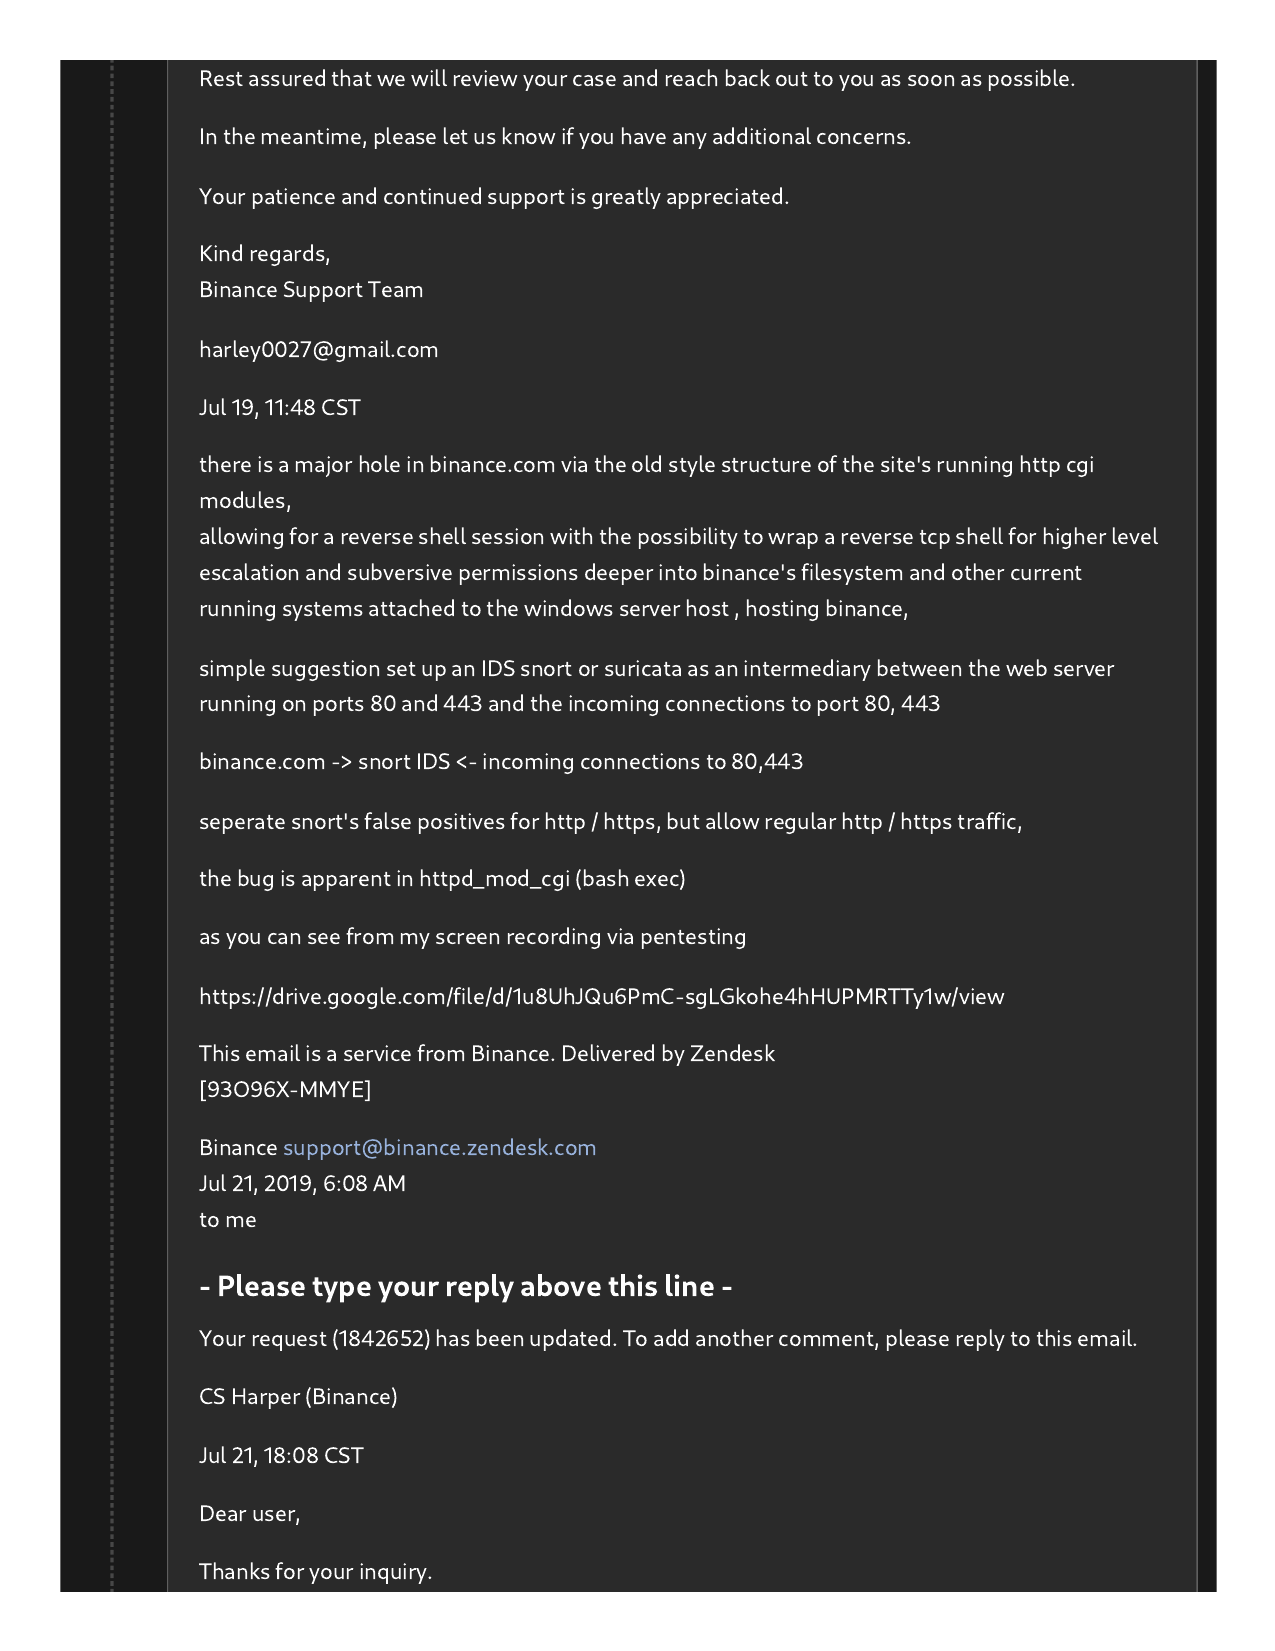 Rest assured that we will review your case and reach back out to you as soon as possible.
In the meantime, please let us know if you have any additional concerns.
Your patience and continued support is greatly appreciated.
Kind regards,
Binance Support Team
harley0027@gmail.com
Jul 19, 11:48 CST
there is a major hole in binance.com via the old style structure of the site's running http cgi
modules,
allowing for a reverse shell session with the possibility to wrap a reverse tcp shell for higher level
escalation and subversive permissions deeper into binance's filesystem and other current
running systems attached to the windows server host , hosting binance,
simple suggestion set up an IDS snort or suricata as an intermediary between the web server
running on ports 80 and 443 and the incoming connections to port 80, 443
binance.com -> snort IDS <- incoming connections to 80,443
seperate snort's false positives for http / https, but allow regular http / https traffic,
the bug is apparent in httpd_mod_cgi (bash exec)
as you can see from my screen recording via pentesting
https://drive.google.com/file/d/1u8UhJQu6PmC-sgLGkohe4hHUPMRTTy1w/view
This email is a service from Binance. Delivered by Zendesk
[93O96X-MMYE]
Binance support@binance.zendesk.com
Jul 21, 2019, 6:08 AM
to me
- Please type your reply above this line -
Your request (1842652) has been updated. To add another comment, please reply to this email.
CS Harper (Binance)
Jul 21, 18:08 CST
Dear user,
Thanks for your inquiry.